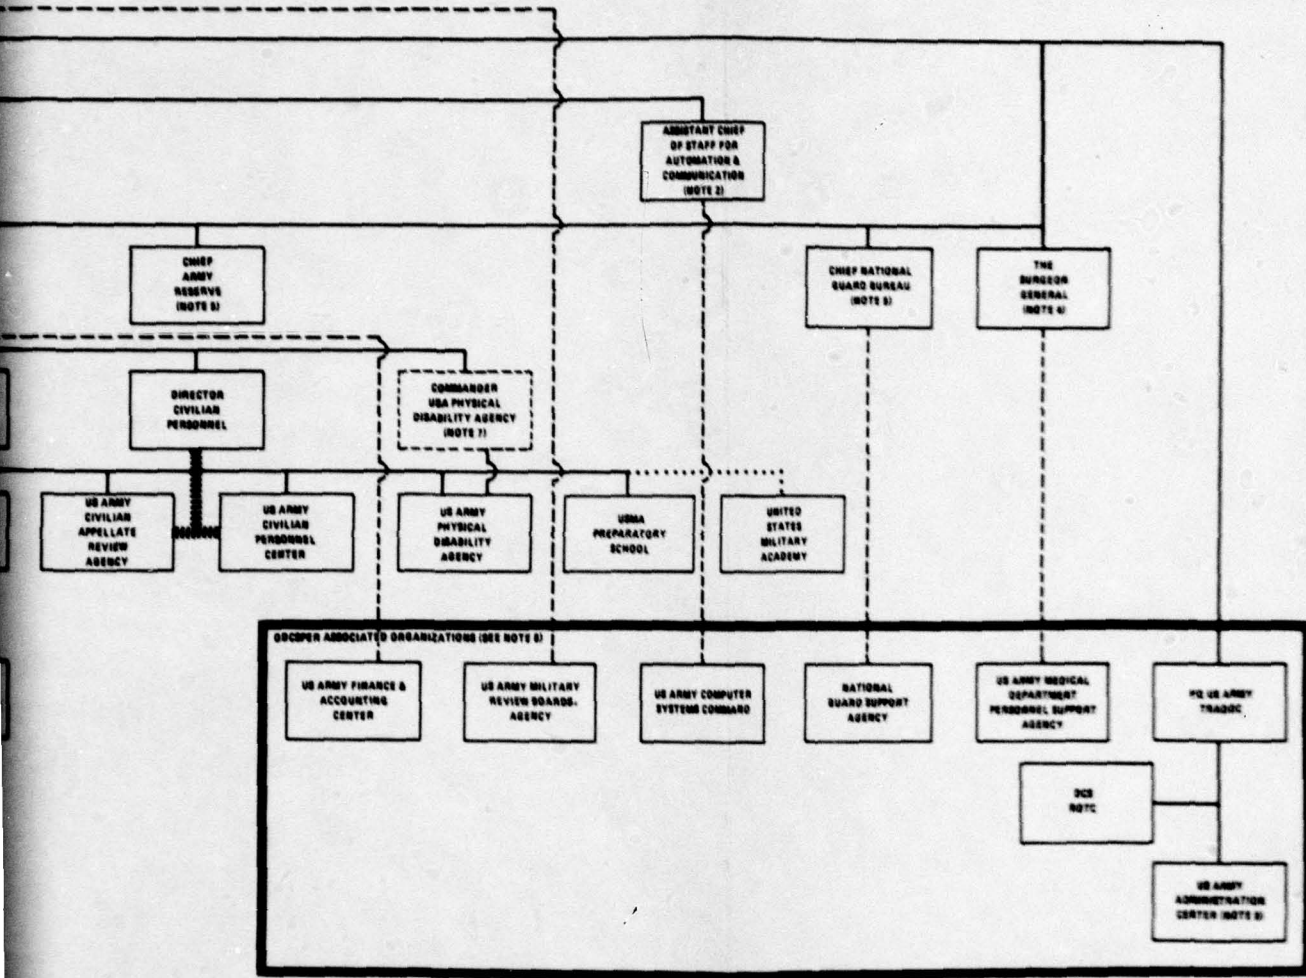 ASSISTANT CHIEF
OF STAFF FOR
AUTOMATION &
COMMUNICATION
(NOTE 2)
CHIEF
ARMY
RESERVE
(NOTE 5)
CHIEF NATIONAL
GUARD BUREAU
(NOTE 5)
THE
SURGEON
GENERAL
(NOTE 4)
DIRECTOR
CIVILIAN
PERSONNEL
COMMANDER
USA PHYSICAL
DISABILITY AGENCY
(NOTE 7)
US ARMY
CIVILIAN
APPELLATE
REVIEW
AGENCY
US ARMY
CIVILIAN
PERSONNEL
CENTER
US ARMY
PHYSICAL
DISABILITY
AGENCY
USMA
PREPARATORY
SCHOOL
UNITED
STATES
MILITARY
ACADEMY
ODCSPER ASSOCIATED ORGANIZATIONS (SEE NOTE
US ARMY FINANCE &
ACCOUNTING
CENTER
US ARMY MILITARY
REVIEW BOARDS
AGENCY
US ARMY COMPUTER
SYSTEMS COMMAND
NATIONAL
GUARD SUPPORT
AGENCY
US ARMY MEDICAL
DEPARTMENT
PERSONNEL SUPPORT
AGENCY
HQ US ARMY
TRADOC
DCS
ROTC
US ARMY
ADMINISTRATION
CENTER (NOTE